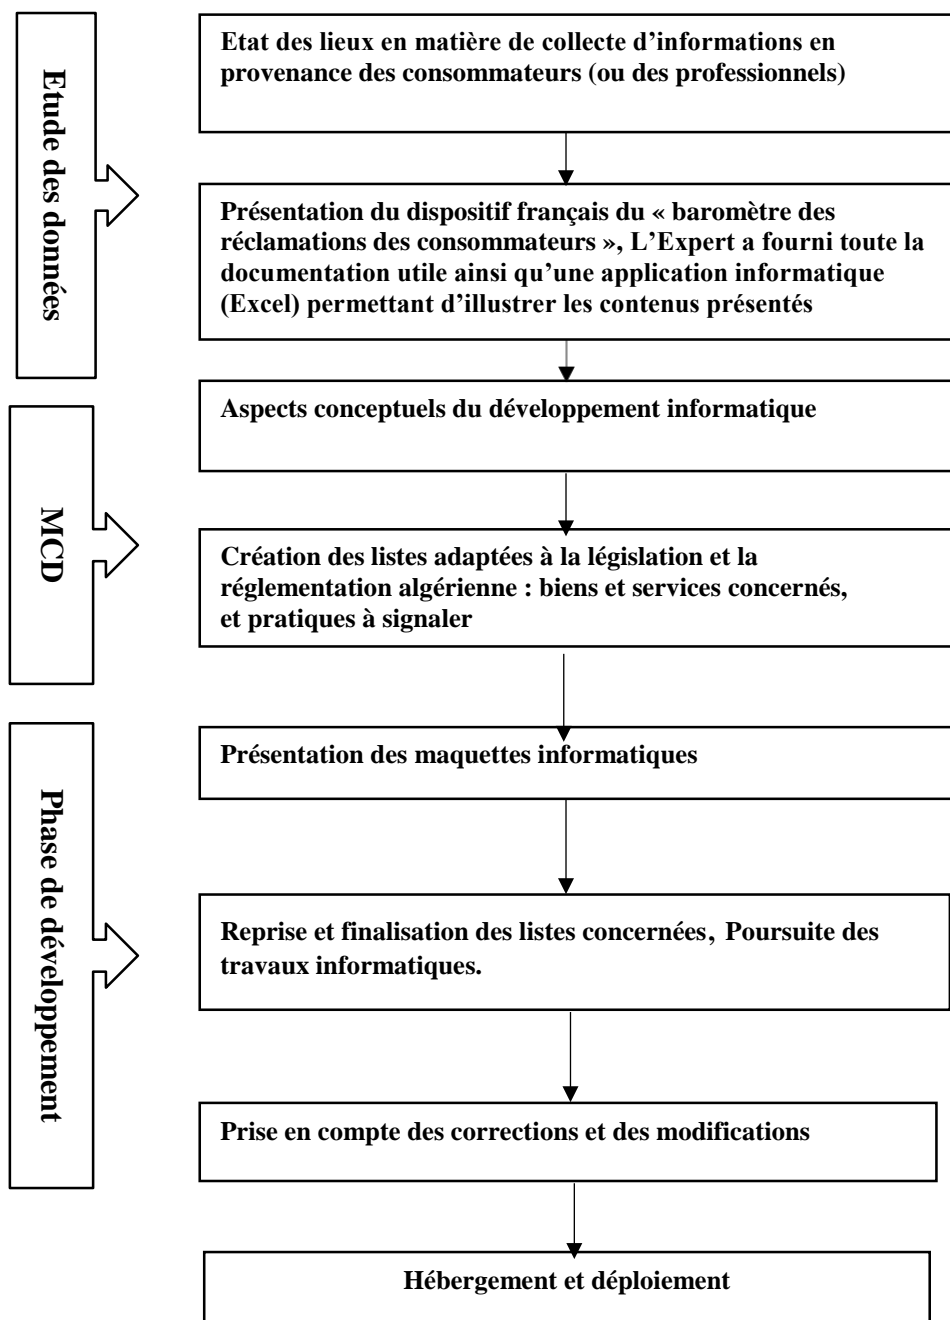 Etude des données
Etat des lieux en matière de collecte d’informations en
provenance des consommateurs (ou des professionnels)
Présentation du dispositif français du « baromètre des
réclamations des consommateurs », L’Expert a fourni toute la
documentation utile ainsi qu’une application informatique
(Excel) permettant d’illustrer les contenus présentés
MCD
Aspects conceptuels du développement informatique
Création des listes adaptées à la législation et la
réglementation algérienne : biens et services concernés,
et pratiques à signaler
Phase de développement
Présentation des maquettes informatiques
Reprise et finalisation des listes concernées, Poursuite des
travaux informatiques.
Prise en compte des corrections et des modifications
Hébergement et déploiement